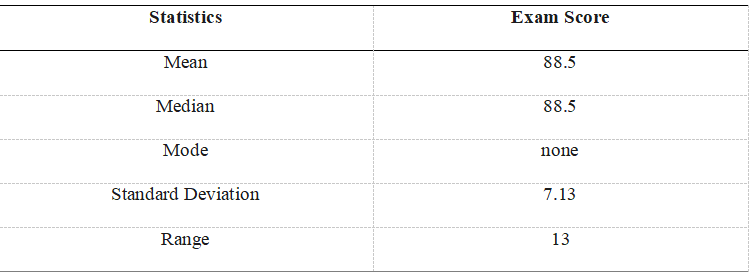 Statistics Exam Score
Mean 88.5
Median 88.5
Mode none
Standard Deviation 7.13
Range 13